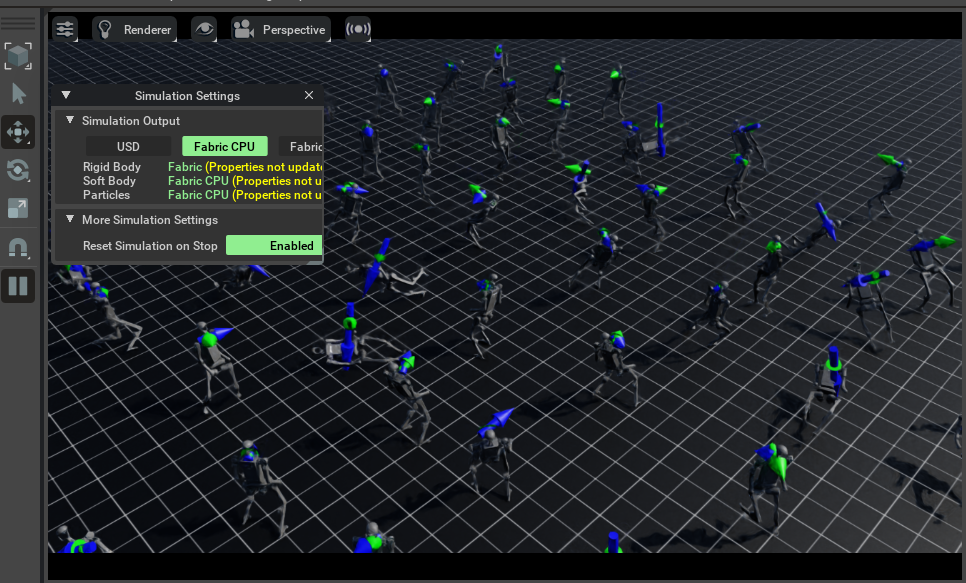 Renderer
Perspective
Simulation Settings
Simulation Output
USD
Fabric CPU
Fabric
Rigid Body Fabric (Properties not update
Soft Body Fabric CPU (Properties not u
Particles Fabric CPU (Properties not u
More Simulation Settings
Reset Simulation on Stop Enabled